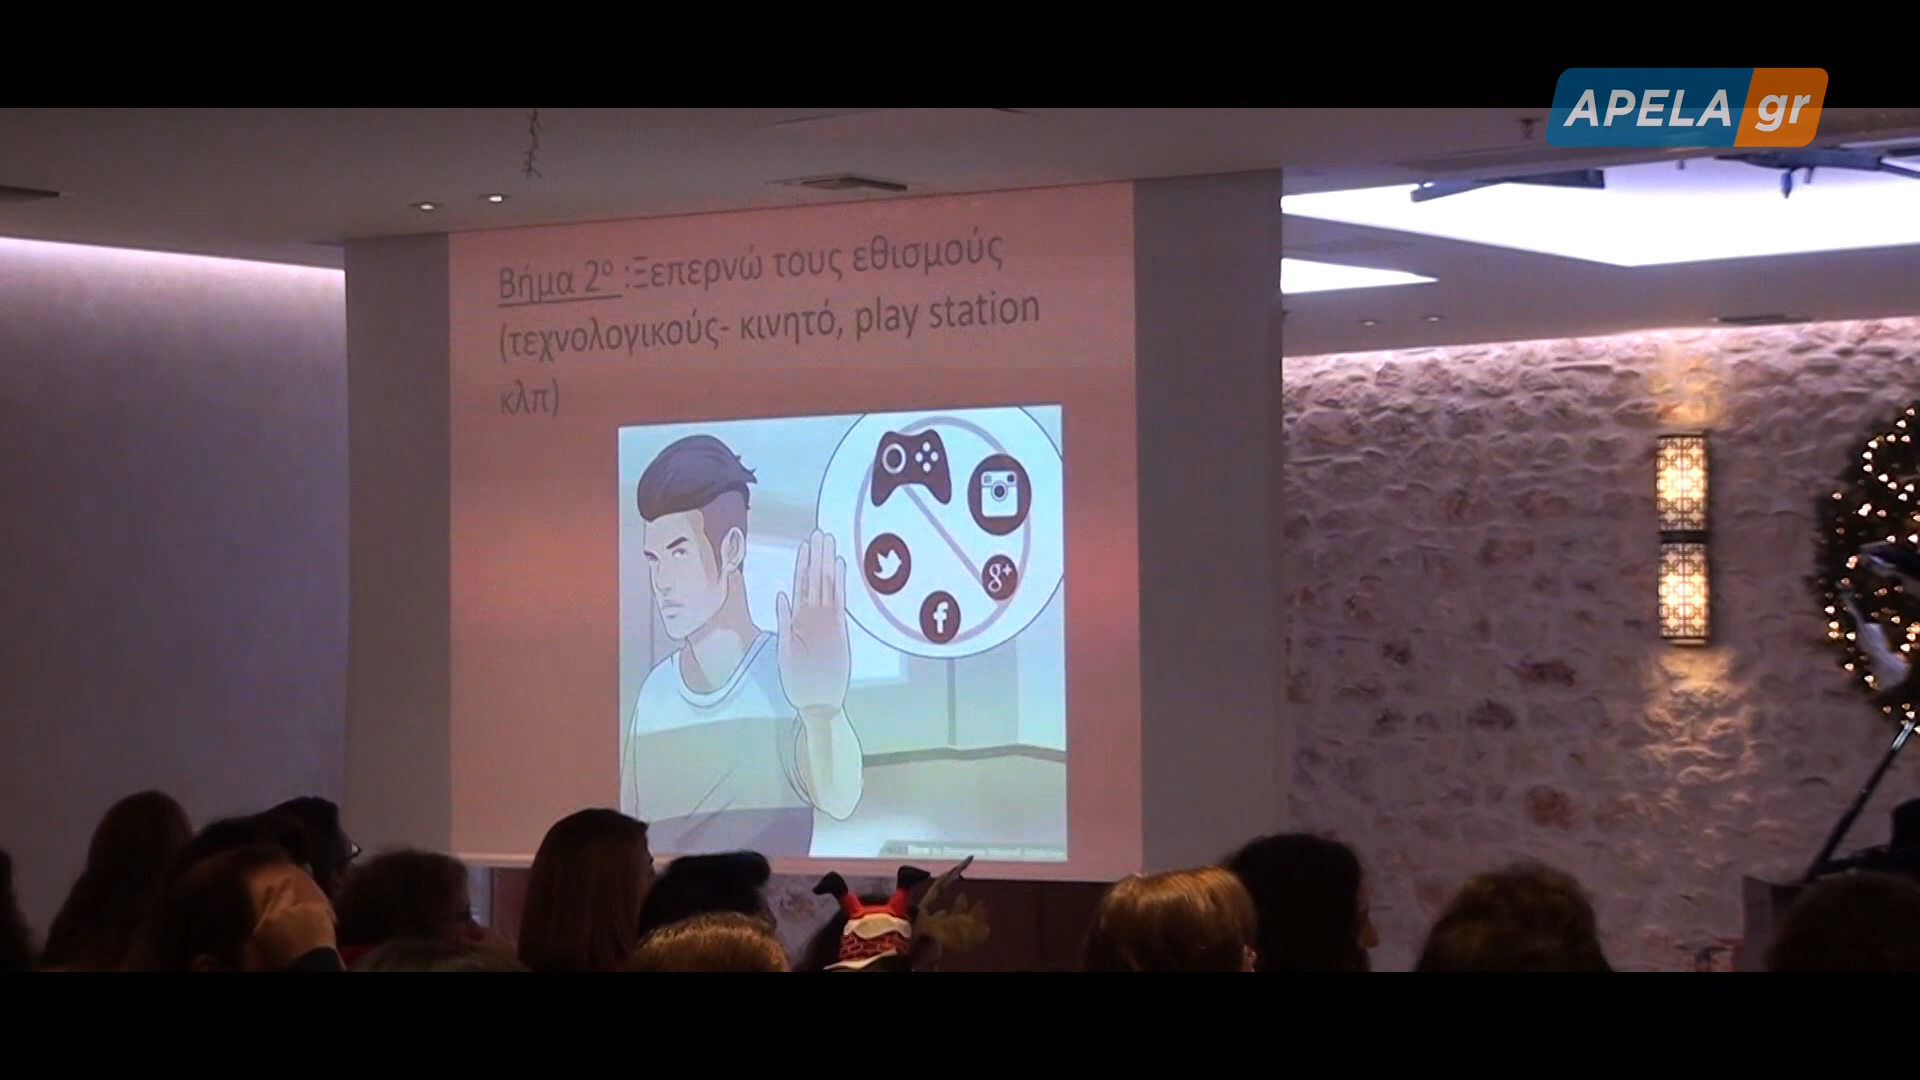 APELA gr
Βήμα 2ο :Ξεπερνώ τους εθισμούς
(τεχνολογικούς- κινητό, play station
κλπ)
g+
f